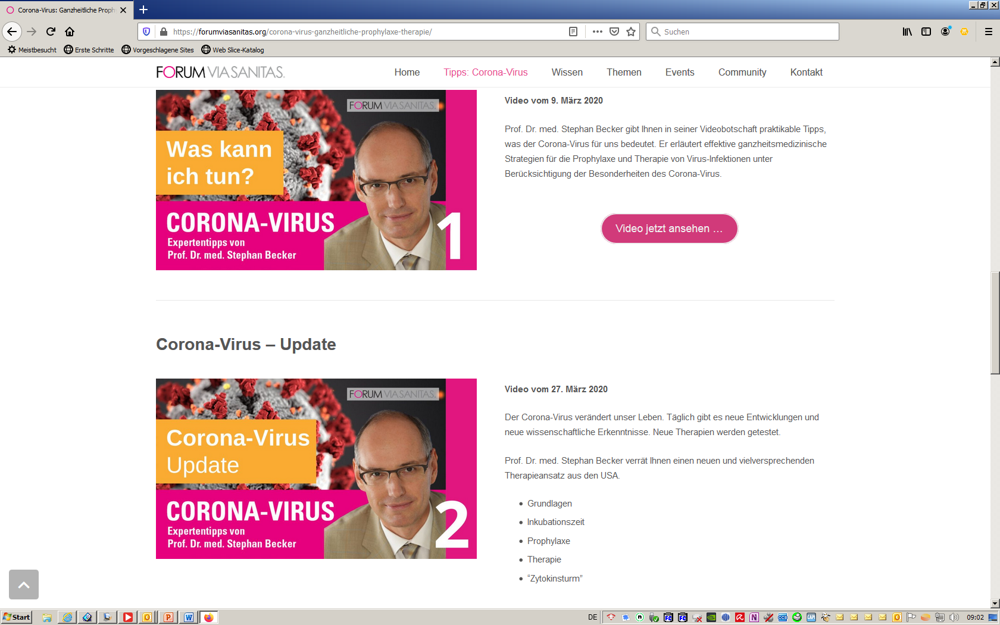 Corona-Virus: Ganzheitliche Proph
https://forumviasanitas.org/corona-virus-ganzheitliche-prophylaxe-therapie/
Suchen
Meistbesucht
Erste Schritte
Vorgeschlagene Sites
Web Slice-Katalog
FORUM VIA SANITAS.
Home
Tipps: Corona-Virus
Wissen
Themen
Events
Community
Kontakt
FORUM VIA SANITAS.
Was kann
ich tun?
CORONA-VIRUS
Expertentipps von
Prof. Dr. med. Stephan Becker
1
Video vom 9. März 2020
Prof. Dr. med. Stephan Becker gibt Ihnen in seiner Videobotschaft praktikable Tipps,
was der Corona-Virus für uns bedeutet. Er erläutert effektive ganzheitsmedizinische
Strategien für die Prophylaxe und Therapie von Virus-Infektionen unter
Berücksichtigung der Besonderheiten des Corona-Virus.
Video jetzt ansehen ...
Corona-Virus – Update
FORUM VIA SANITAS.
Corona-Virus
Update
CORONA-VIRUS
Expertentipps von
Prof. Dr. med. Stephan Becker
2
Video vom 27. März 2020
Der Corona-Virus verändert unser Leben. Täglich gibt es neue Entwicklungen und
neue wissenschaftliche Erkenntnisse. Neue Therapien werden getestet.
Prof. Dr. med. Stephan Becker verrät Ihnen einen neuen und vielversprechenden
Therapieansatz aus den USA.
Grundlagen
Inkubationszeit
Prophylaxe
Therapie
“Zytokinsturm”
Start
DE
09:02